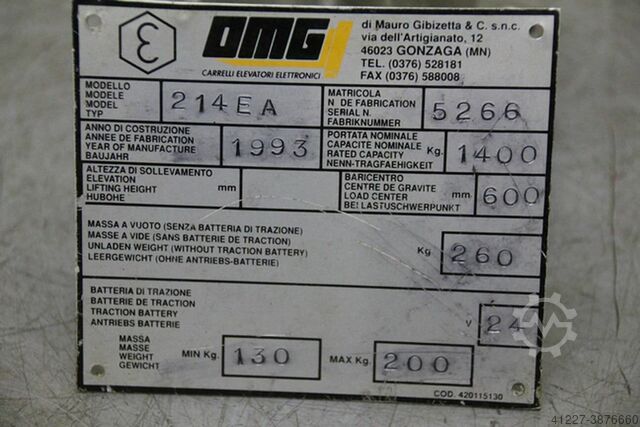 Ɛ
OMG
CARRELLI ELEVATORI ELETTRONICI
di Mauro Gibizetta & C. s.n.c.
via dell'Artigianato, 12
46023 GONZAGA (MN)
TEL. (0376) 528181
FAX (0376) 588008
MODELLO
MODELE
MODEL
TYP
214EA
MATRICOLA
N DE FABRICATION
SERIAL N.
FABRIKNUMMER
5266
ANNO DI COSTRUZIONE
ANNEE DE FABRICATION
YEAR OF MANUFACTURE
BAUJAHR
1993
PORTATA NOMINALE
CAPACITE NOMINALE
RATED CAPACITY
NENN-TRAGFAEHIGKEIT
Kg.
1400
ALTEZZA DI SOLLEVAMENTO
ELEVATION
LIFTING HEIGHT
HUBOHE
mm
BARICENTRO
CENTRE DE GRAVITE
LOAD CENTER
BEI LASTUSCHWERPUNKT
mm
600
MASSA A VUOTO (SENZA BATTERIA DI TRAZIONE)
MASSE A VIDE (SANS BATTERIE DE TRACTION)
UNLADEN WEIGHT (WITHOUT TRACTION BATTERY)
LEERGEWICHT (OHNE ANTRIEBS-BATTERIE)
Kg
260
BATTERIA DI TRAZIONE
BATTERIE DE TRACTION
TRACTION BATTERY
ANTRIEBS BATTERIE
V
24
MASSA
MASSE
WEIGHT
GEWICHT
MIN Kg.
130
MAX Kg.
200
COD. 420115130
41227-3876660